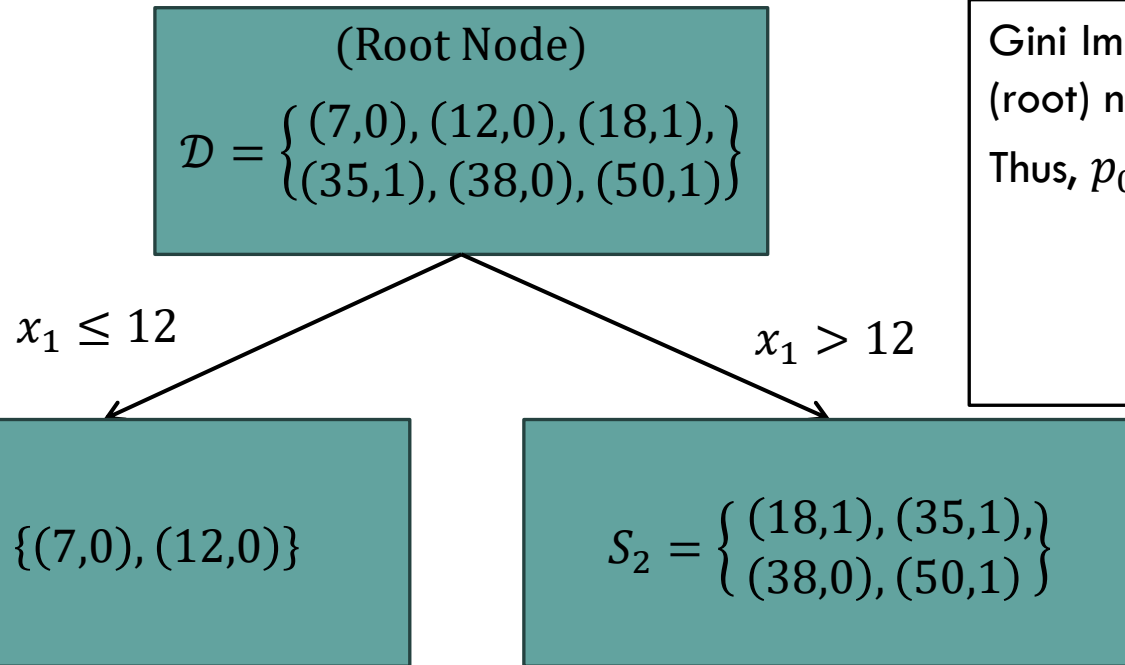 (Root Node)
𝒟 = { (7,0), (12,0), (18,1),
(35,1), (38,0), (50,1) }
Gini Im
(root) n
Thus, p₀
x₁ ≤ 12
x₁ > 12
{(7,0), (12,0)}
S₂ = { (18,1), (35,1),
(38,0), (50,1) }